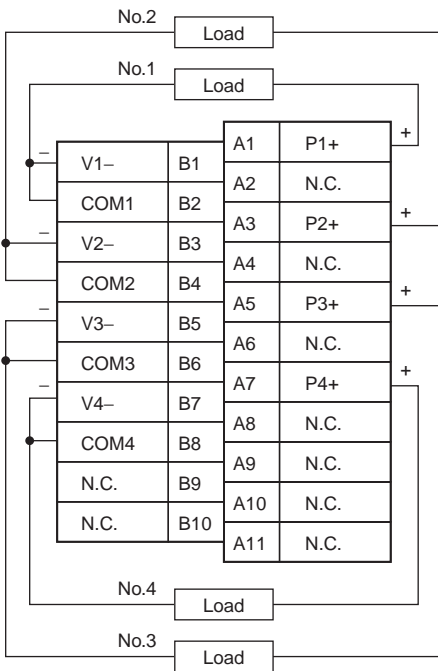 No.2
Load
No.1
Load
+
A1 P1+
–
V1– B1
A2 N.C.
COM1 B2
+
A3 P2+
–
V2– B3
A4 N.C.
COM2 B4
+
A5 P3+
–
V3– B5
A6 N.C.
COM3 B6
+
A7 P4+
–
V4– B7
A8 N.C.
COM4 B8
A9 N.C.
N.C. B9
A10 N.C.
N.C. B10
A11 N.C.
No.4
Load
No.3
Load